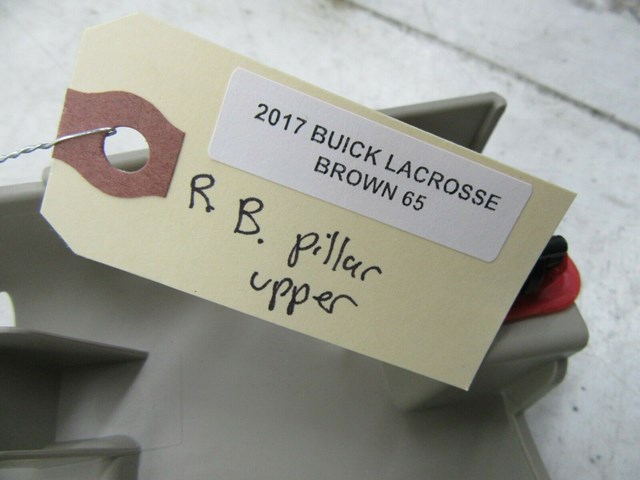 2017 BUICK LACROSSE
BROWN 65
R. B. pillar
upper